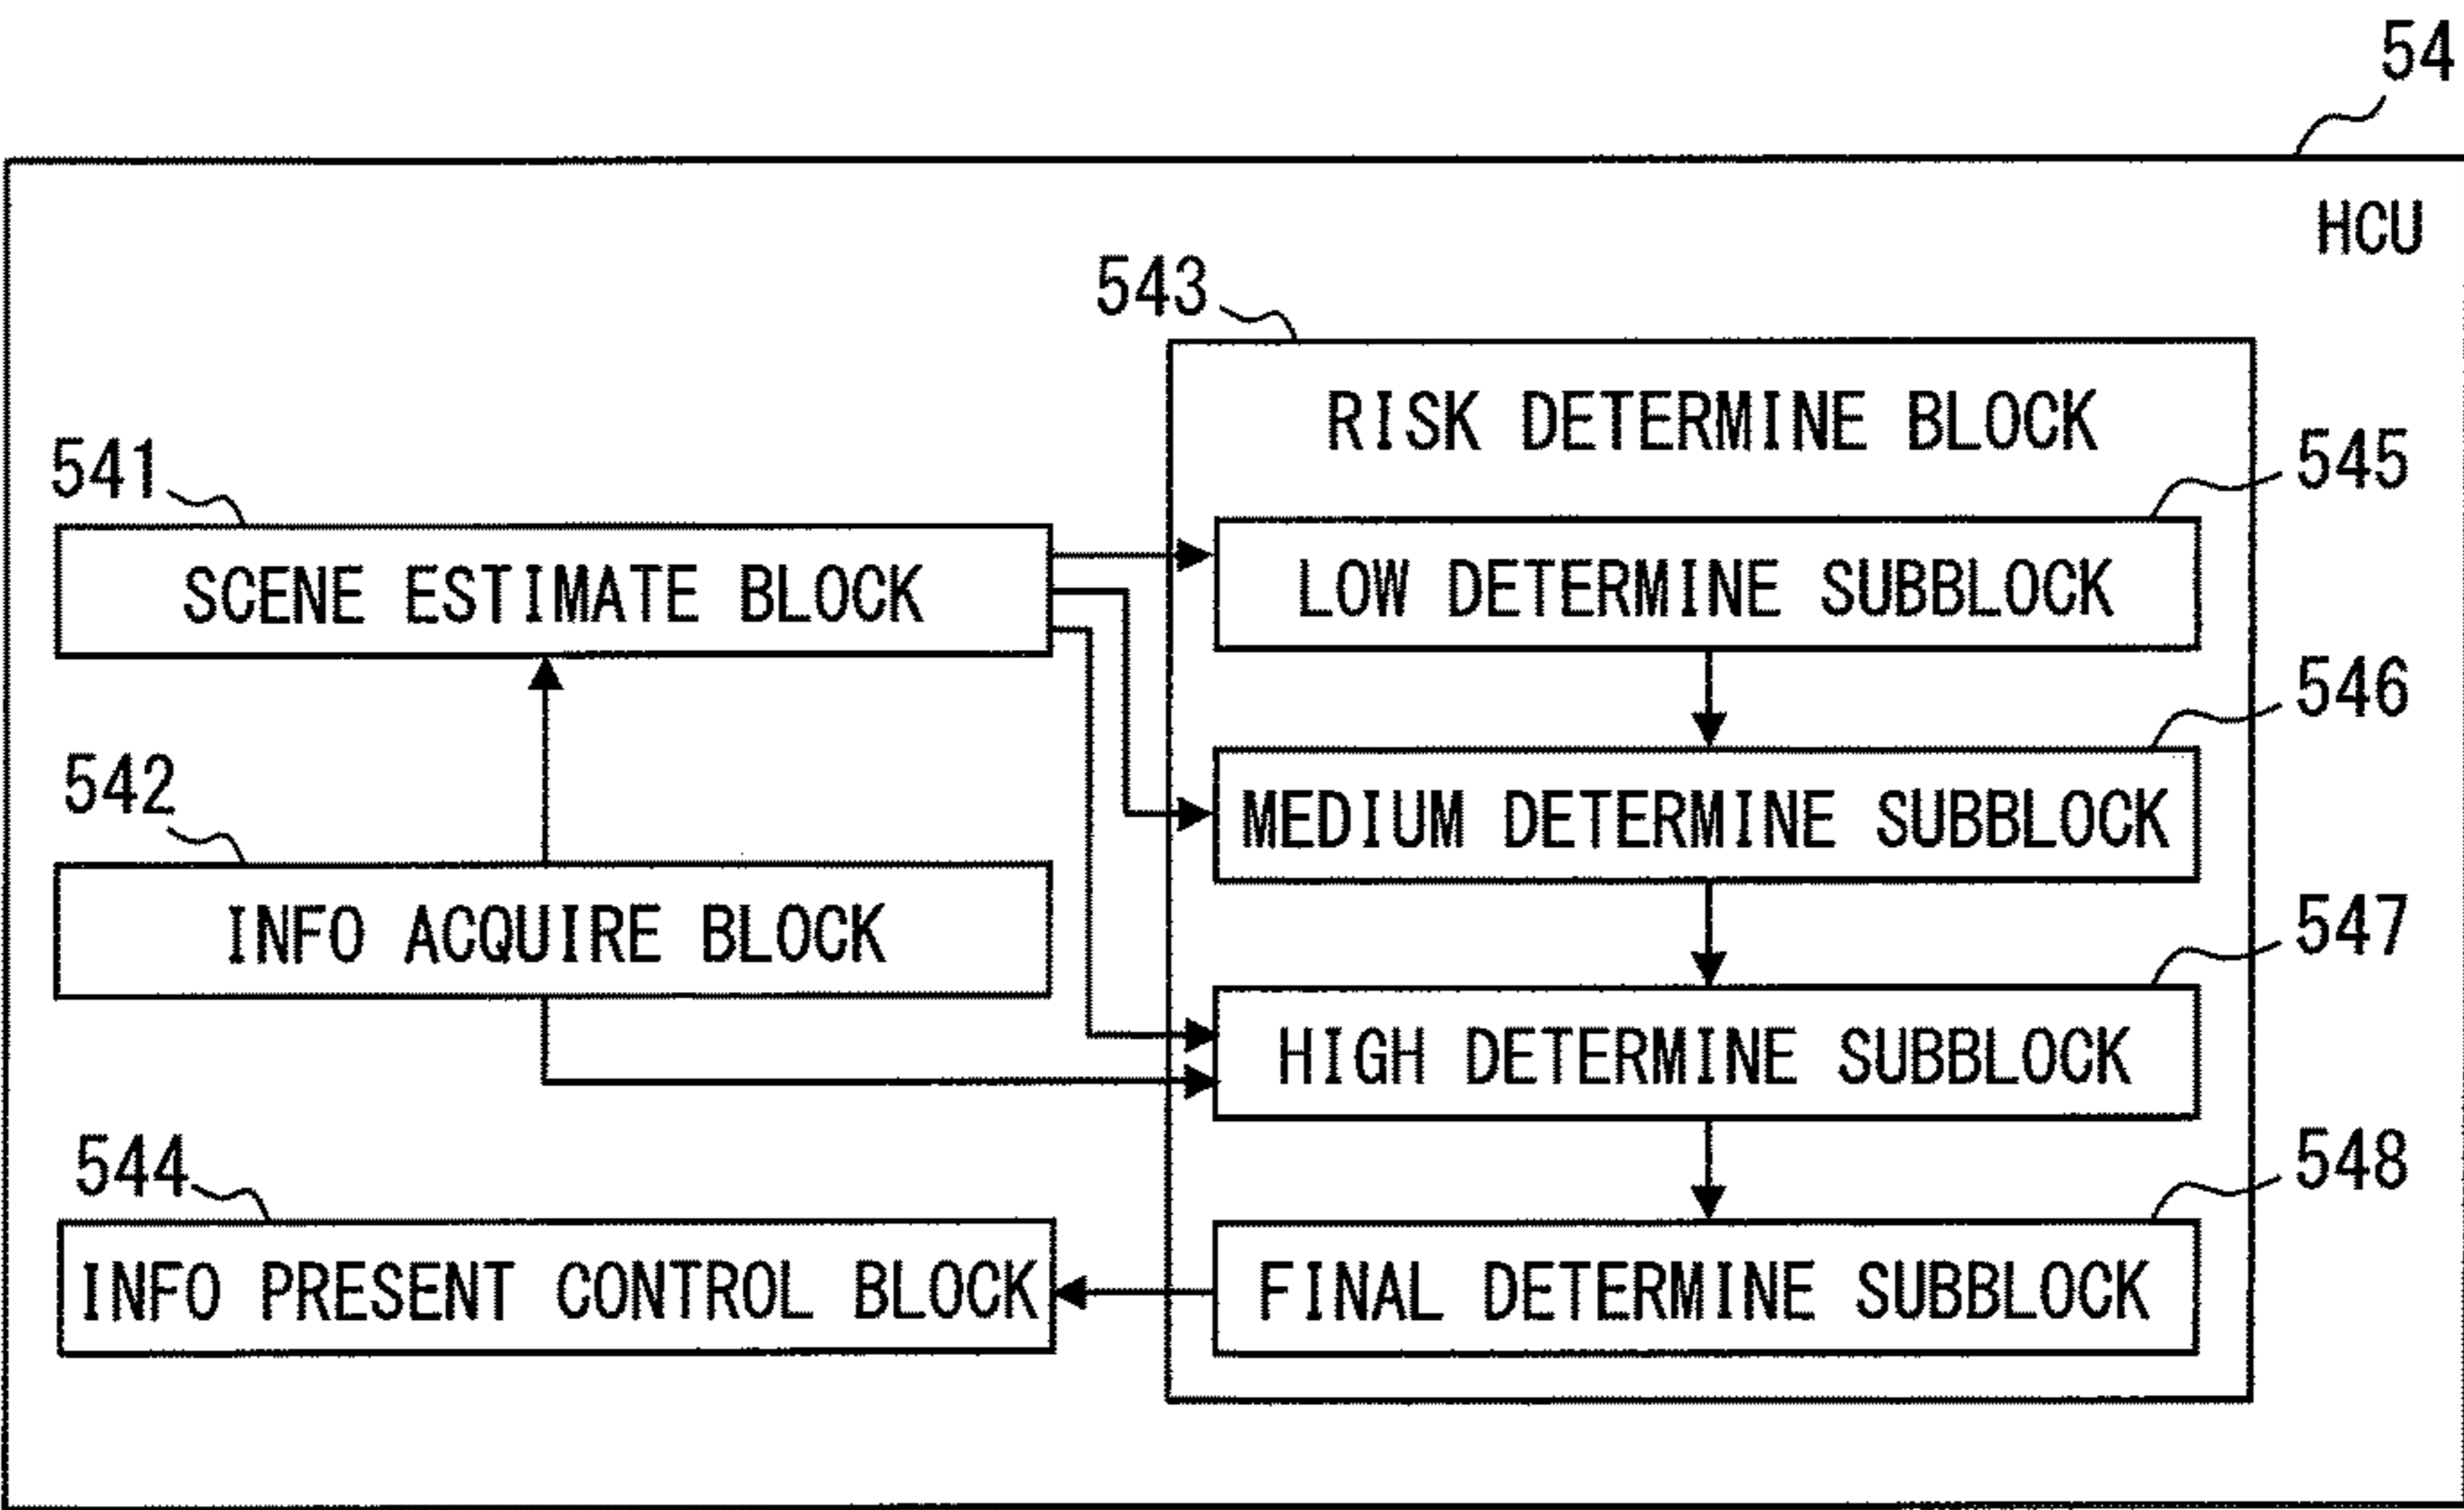 54
HCU
543
RISK DETERMINE BLOCK
541
545
SCENE ESTIMATE BLOCK
LOW DETERMINE SUBBLOCK
546
542
MEDIUM DETERMINE SUBBLOCK
INFO ACQUIRE BLOCK
547
HIGH DETERMINE SUBBLOCK
544
548
INFO PRESENT CONTROL BLOCK
FINAL DETERMINE SUBBLOCK